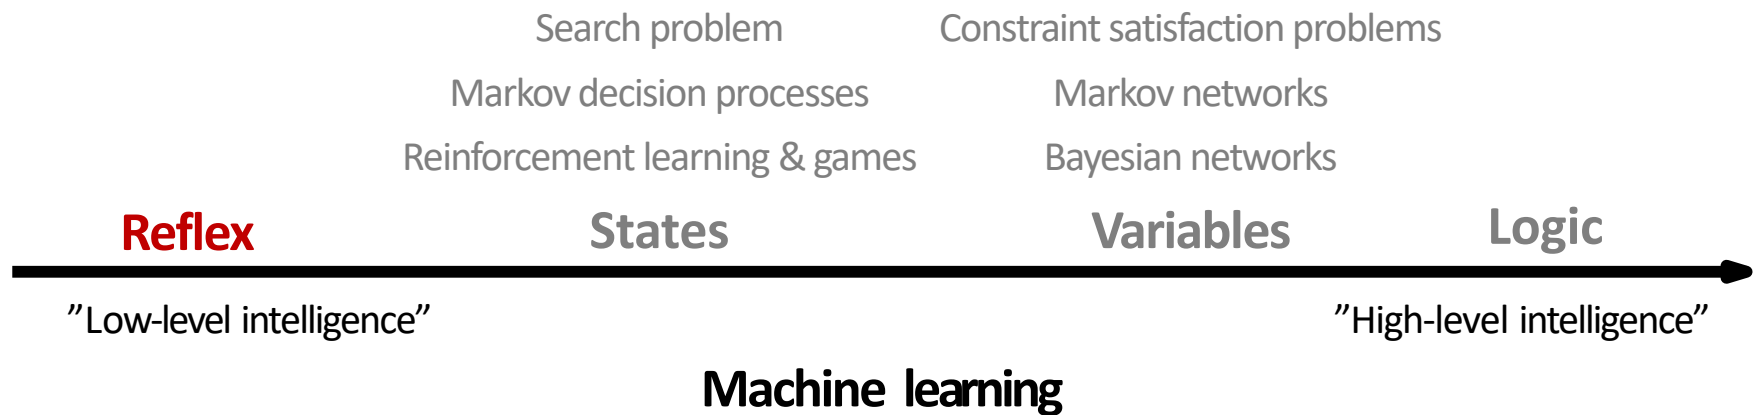 Search problem Constraint satisfaction problems
Markov decision processes Markov networks
Reinforcement learning & games Bayesian networks
Reflex States Variables Logic
”Low-level intelligence” ”High-level intelligence”
Machine learning